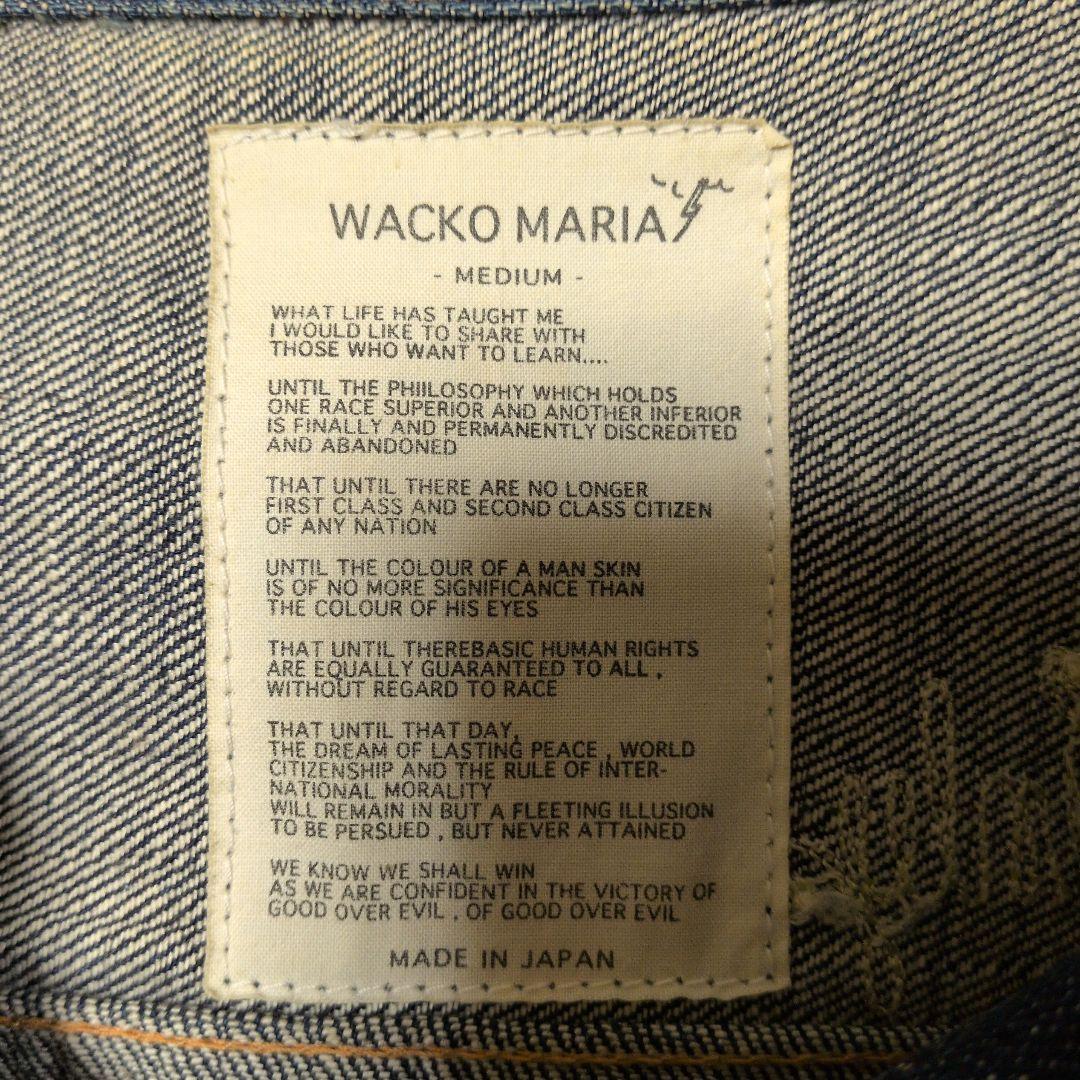 WACKO MARIA
- MEDIUM -
WHAT LIFE HAS TAUGHT ME
I WOULD LIKE TO SHARE WITH
THOSE WHO WANT TO LEARN....
UNTIL THE PHIILOSOPHY WHICH HOLDS
ONE RACE SUPERIOR AND ANOTHER INFERIOR
IS FINALLY AND PERMANENTLY DISCREDITED
AND ABANDONED
THAT UNTIL THERE ARE NO LONGER
FIRST CLASS AND SECOND CLASS CITIZEN
OF ANY NATION
UNTIL THE COLOUR OF A MAN SKIN
IS OF NO MORE SIGNIFICANCE THAN
THE COLOUR OF HIS EYES
THAT UNTIL THEREBASIC HUMAN RIGHTS
ARE EQUALLY GUARANTEED TO ALL ,
WITHOUT REGARD TO RACE
THAT UNTIL THAT DAY,
THE DREAM OF LASTING PEACE , WORLD
CITIZENSHIP AND THE RULE OF INTER-
NATIONAL MORALITY
WILL REMAIN IN BUT A FLEETING ILLUSION
TO BE PERSUED , BUT NEVER ATTAINED
WE KNOW WE SHALL WIN
AS WE ARE CONFIDENT IN THE VICTORY OF
GOOD OVER EVIL , OF GOOD OVER EVIL
MADE IN JAPAN